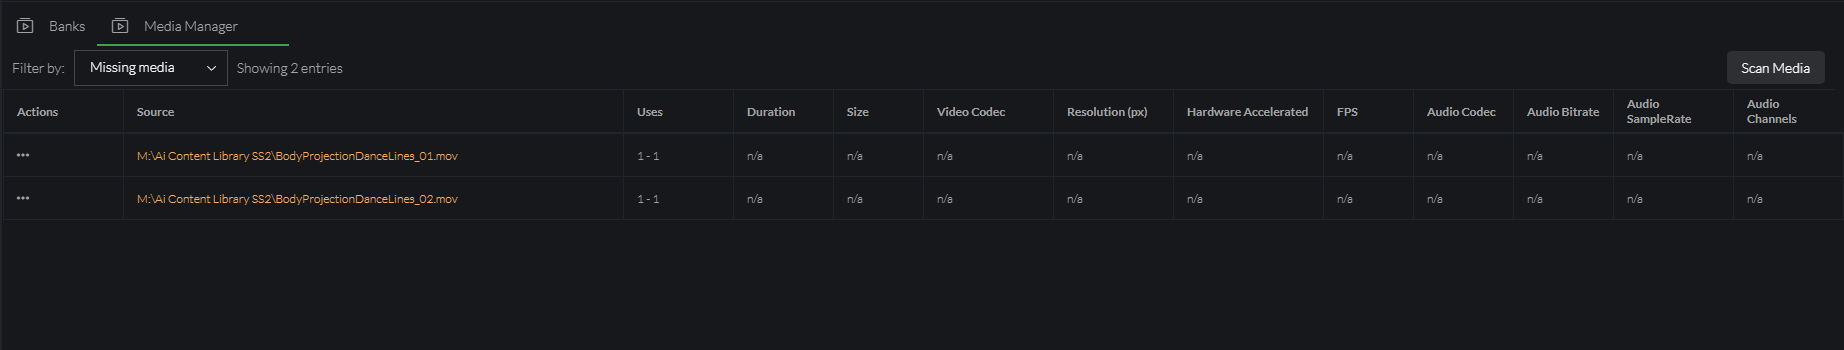 Banks Media Manager
Filter by: Missing media Showing 2 entries Scan Media
Actions Source Uses Duration Size Video Codec Resolution (px) Hardware Accelerated FPS Audio Codec Audio Bitrate Audio SampleRate Audio Channels
••• M:\Ai Content Library SS2\BodyProjectionDanceLines_01.mov 1 - 1 n/a n/a n/a n/a n/a n/a n/a n/a n/a n/a
••• M:\Ai Content Library SS2\BodyProjectionDanceLines_02.mov 1 - 1 n/a n/a n/a n/a n/a n/a n/a n/a n/a n/a